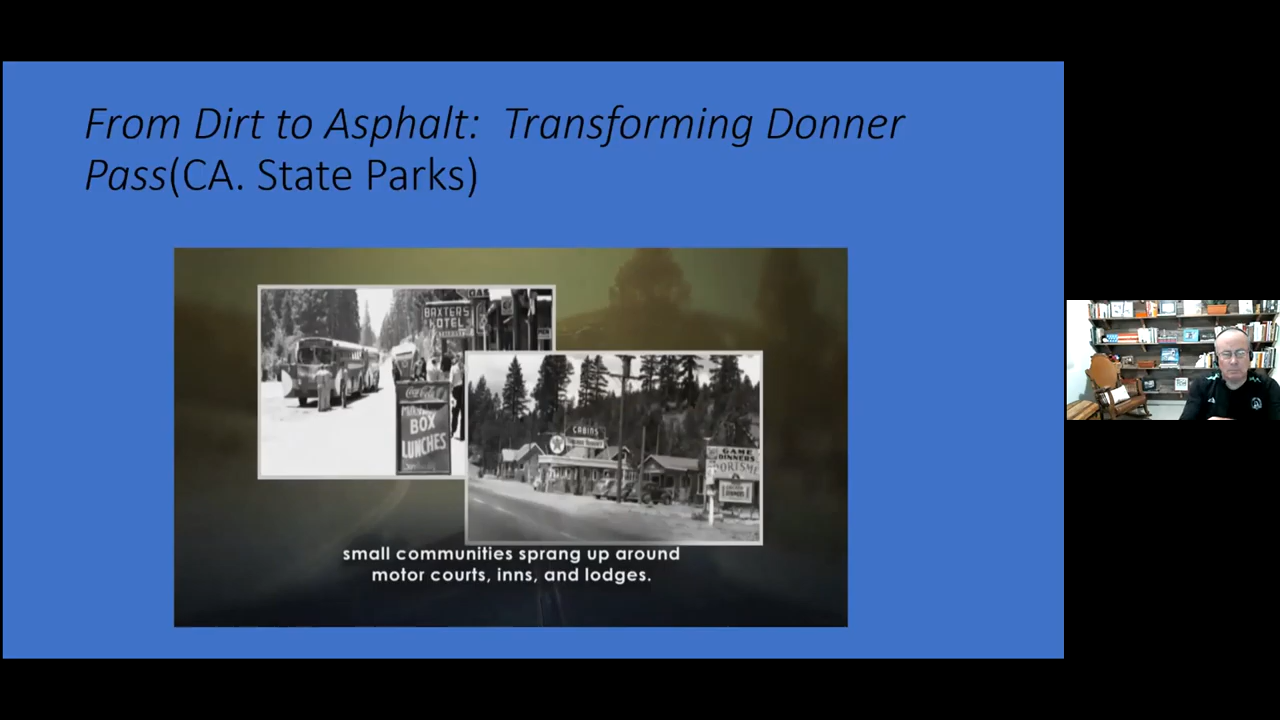 From Dirt to Asphalt: Transforming Donner
Pass(CA. State Parks)
BAXTERS
HOTEL
Coca-Cola
BOX
LUNCHES
CABINS
GAME
DINNERS
small communities sprang up around
motor courts, inns, and lodges.